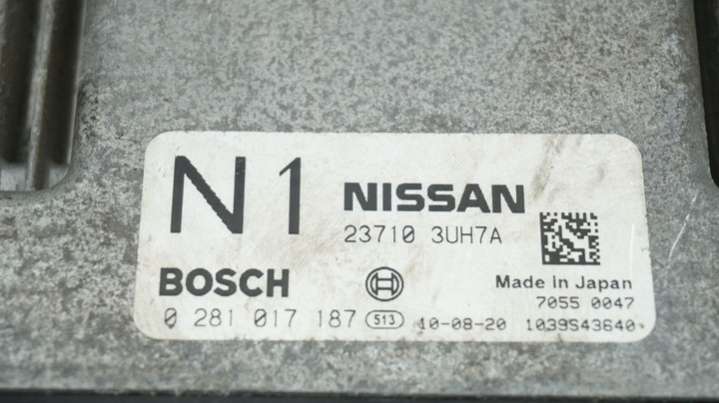 N1 NISSAN
23710 3UH7A
BOSCH Made in Japan
7055 0047
0 281 017 187 513 10-08-20 1039S43640